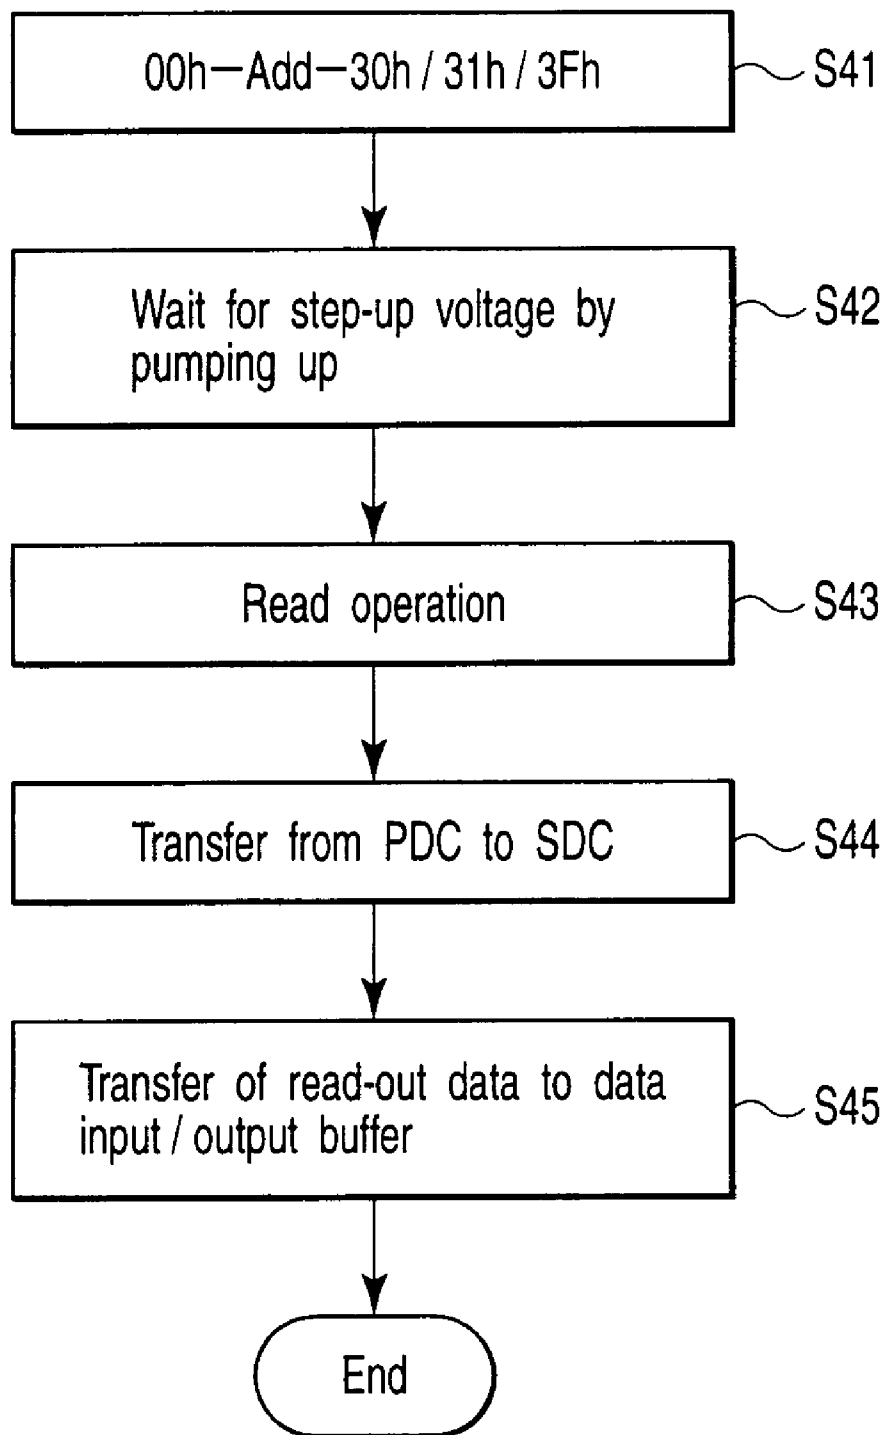 00h—Add—30h / 31h / 3Fh
S41
Wait for step-up voltage by
pumping up
S42
Read operation
S43
Transfer from PDC to SDC
S44
Transfer of read-out data to data
input / output buffer
S45
End